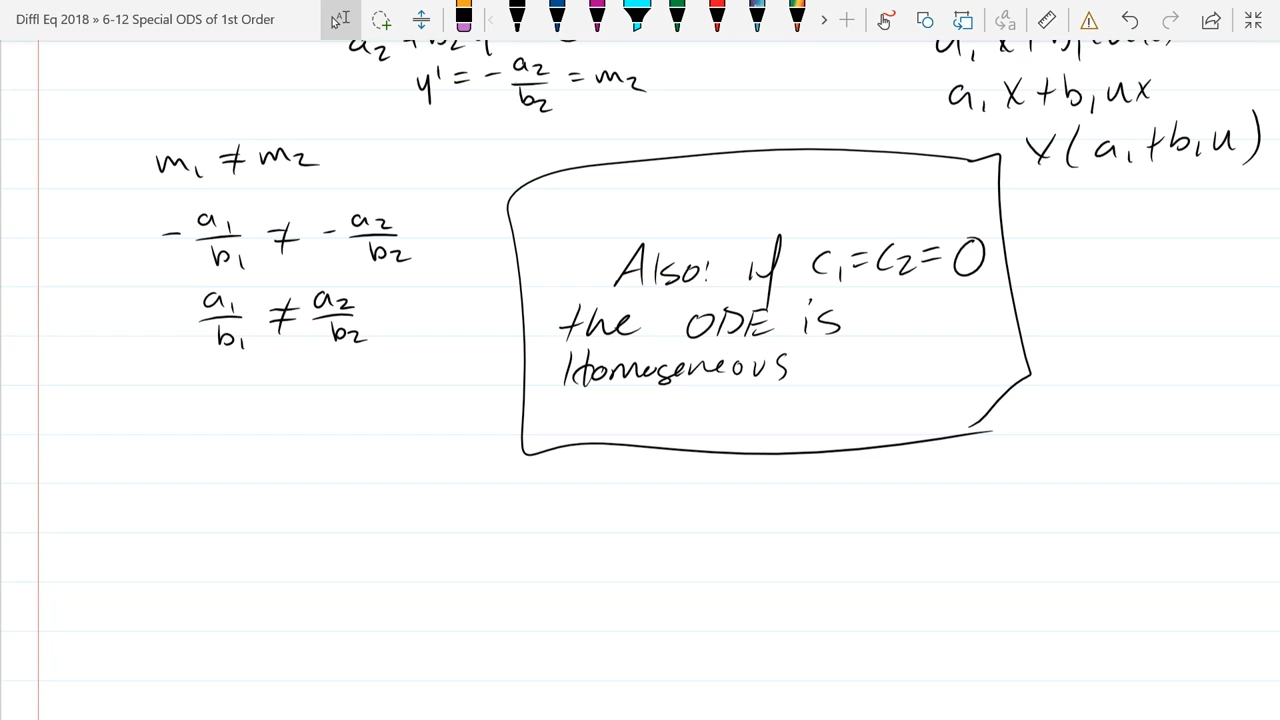 Diffl Eq 2018 » 6-12 Special ODS of 1st Order
y' = - a₂/b₂ = m₂
a₁ x + b₁ ux
x ( a₁ + b₁ u )
m₁ ≠ m₂
- a₁/b₁ ≠ - a₂/b₂
a₁/b₁ ≠ a₂/b₂
Also! if c₁ = c₂ = 0
the ODE is
Homogeneous